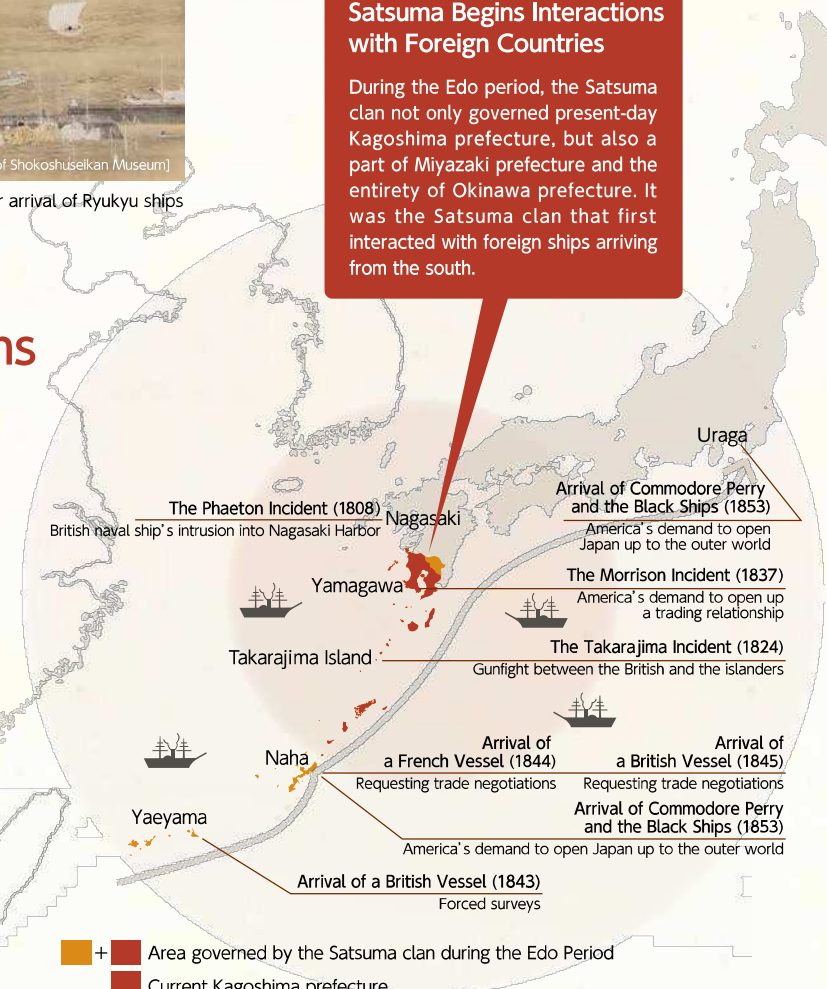 Satsuma Begins Interactions
with Foreign Countries
During the Edo period, the Satsuma
clan not only governed present-day
Kagoshima prefecture, but also a
part of Miyazaki prefecture and the
entirety of Okinawa prefecture. It
was the Satsuma clan that first
interacted with foreign ships arriving
from the south.
of Shokoshuseikan Museum]
arrival of Ryukyu ships
ns
Uraga
Arrival of Commodore Perry
and the Black Ships (1853)
America's demand to open
Japan up to the outer world
The Phaeton Incident (1808)
British naval ship's intrusion into Nagasaki Harbor
Nagasaki
Yamagawa
The Morrison Incident (1837)
America's demand to open up
a trading relationship
Takarajima Island
The Takarajima Incident (1824)
Gunfight between the British and the islanders
Naha
Arrival of
a French Vessel (1844)
Requesting trade negotiations
Arrival of
a British Vessel (1845)
Requesting trade negotiations
Arrival of Commodore Perry
and the Black Ships (1853)
America's demand to open Japan up to the outer world
Yaeyama
Arrival of a British Vessel (1843)
Forced surveys
+ Area governed by the Satsuma clan during the Edo Period
Current Kagoshima prefecture